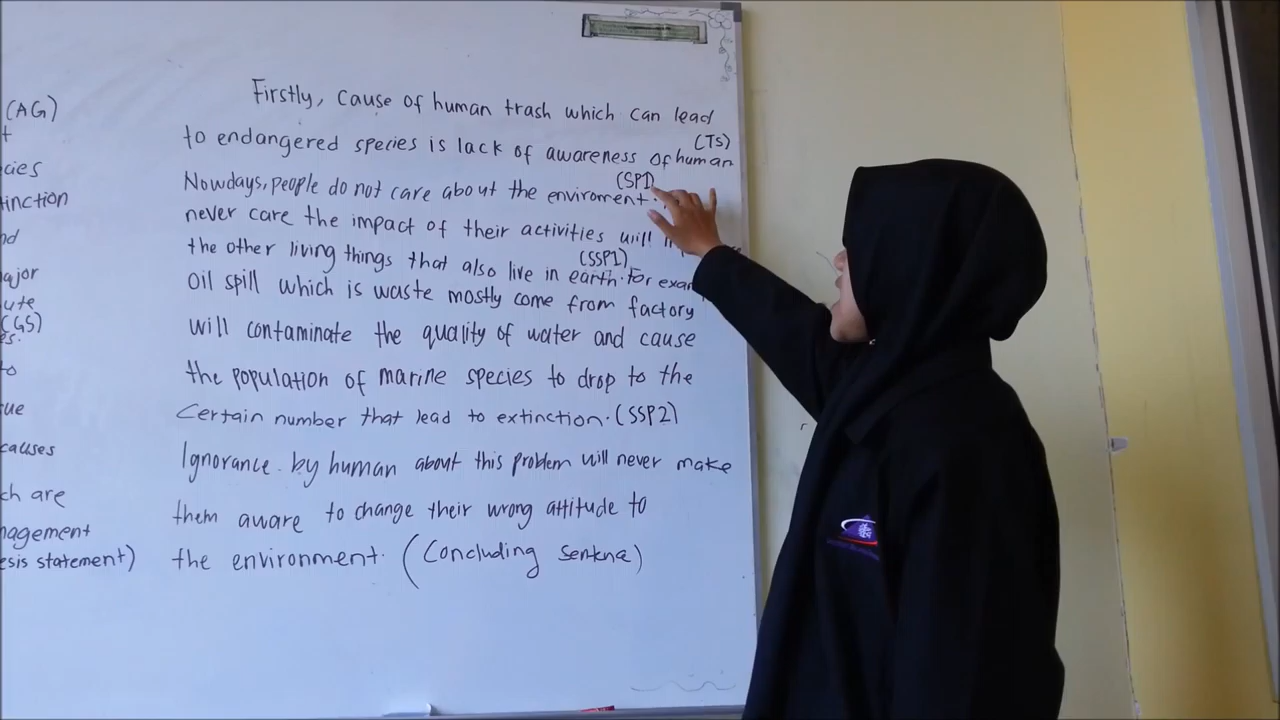 (AG)
t
cies
tinction
nd
ajor
ute
(GS)
es.
to
sue
causes
ch are
nagement
esis statement)
Firstly, cause of human trash which can lead
to endangered species is lack of awareness of human
(TS)
Nowdays, people do not care about the enviroment.
(SP1)
never care the impact of their activities will
the other living things that also live in earth. For exam
(SSP1)
Oil spill which is waste mostly come from factory
will contaminate the quality of water and cause
the population of marine species to drop to the
Certain number that lead to extinction. (SSP2)
Ignorance by human about this problem will never make
them aware to change their wrong attitude to
the environment. (Concluding Sentence)